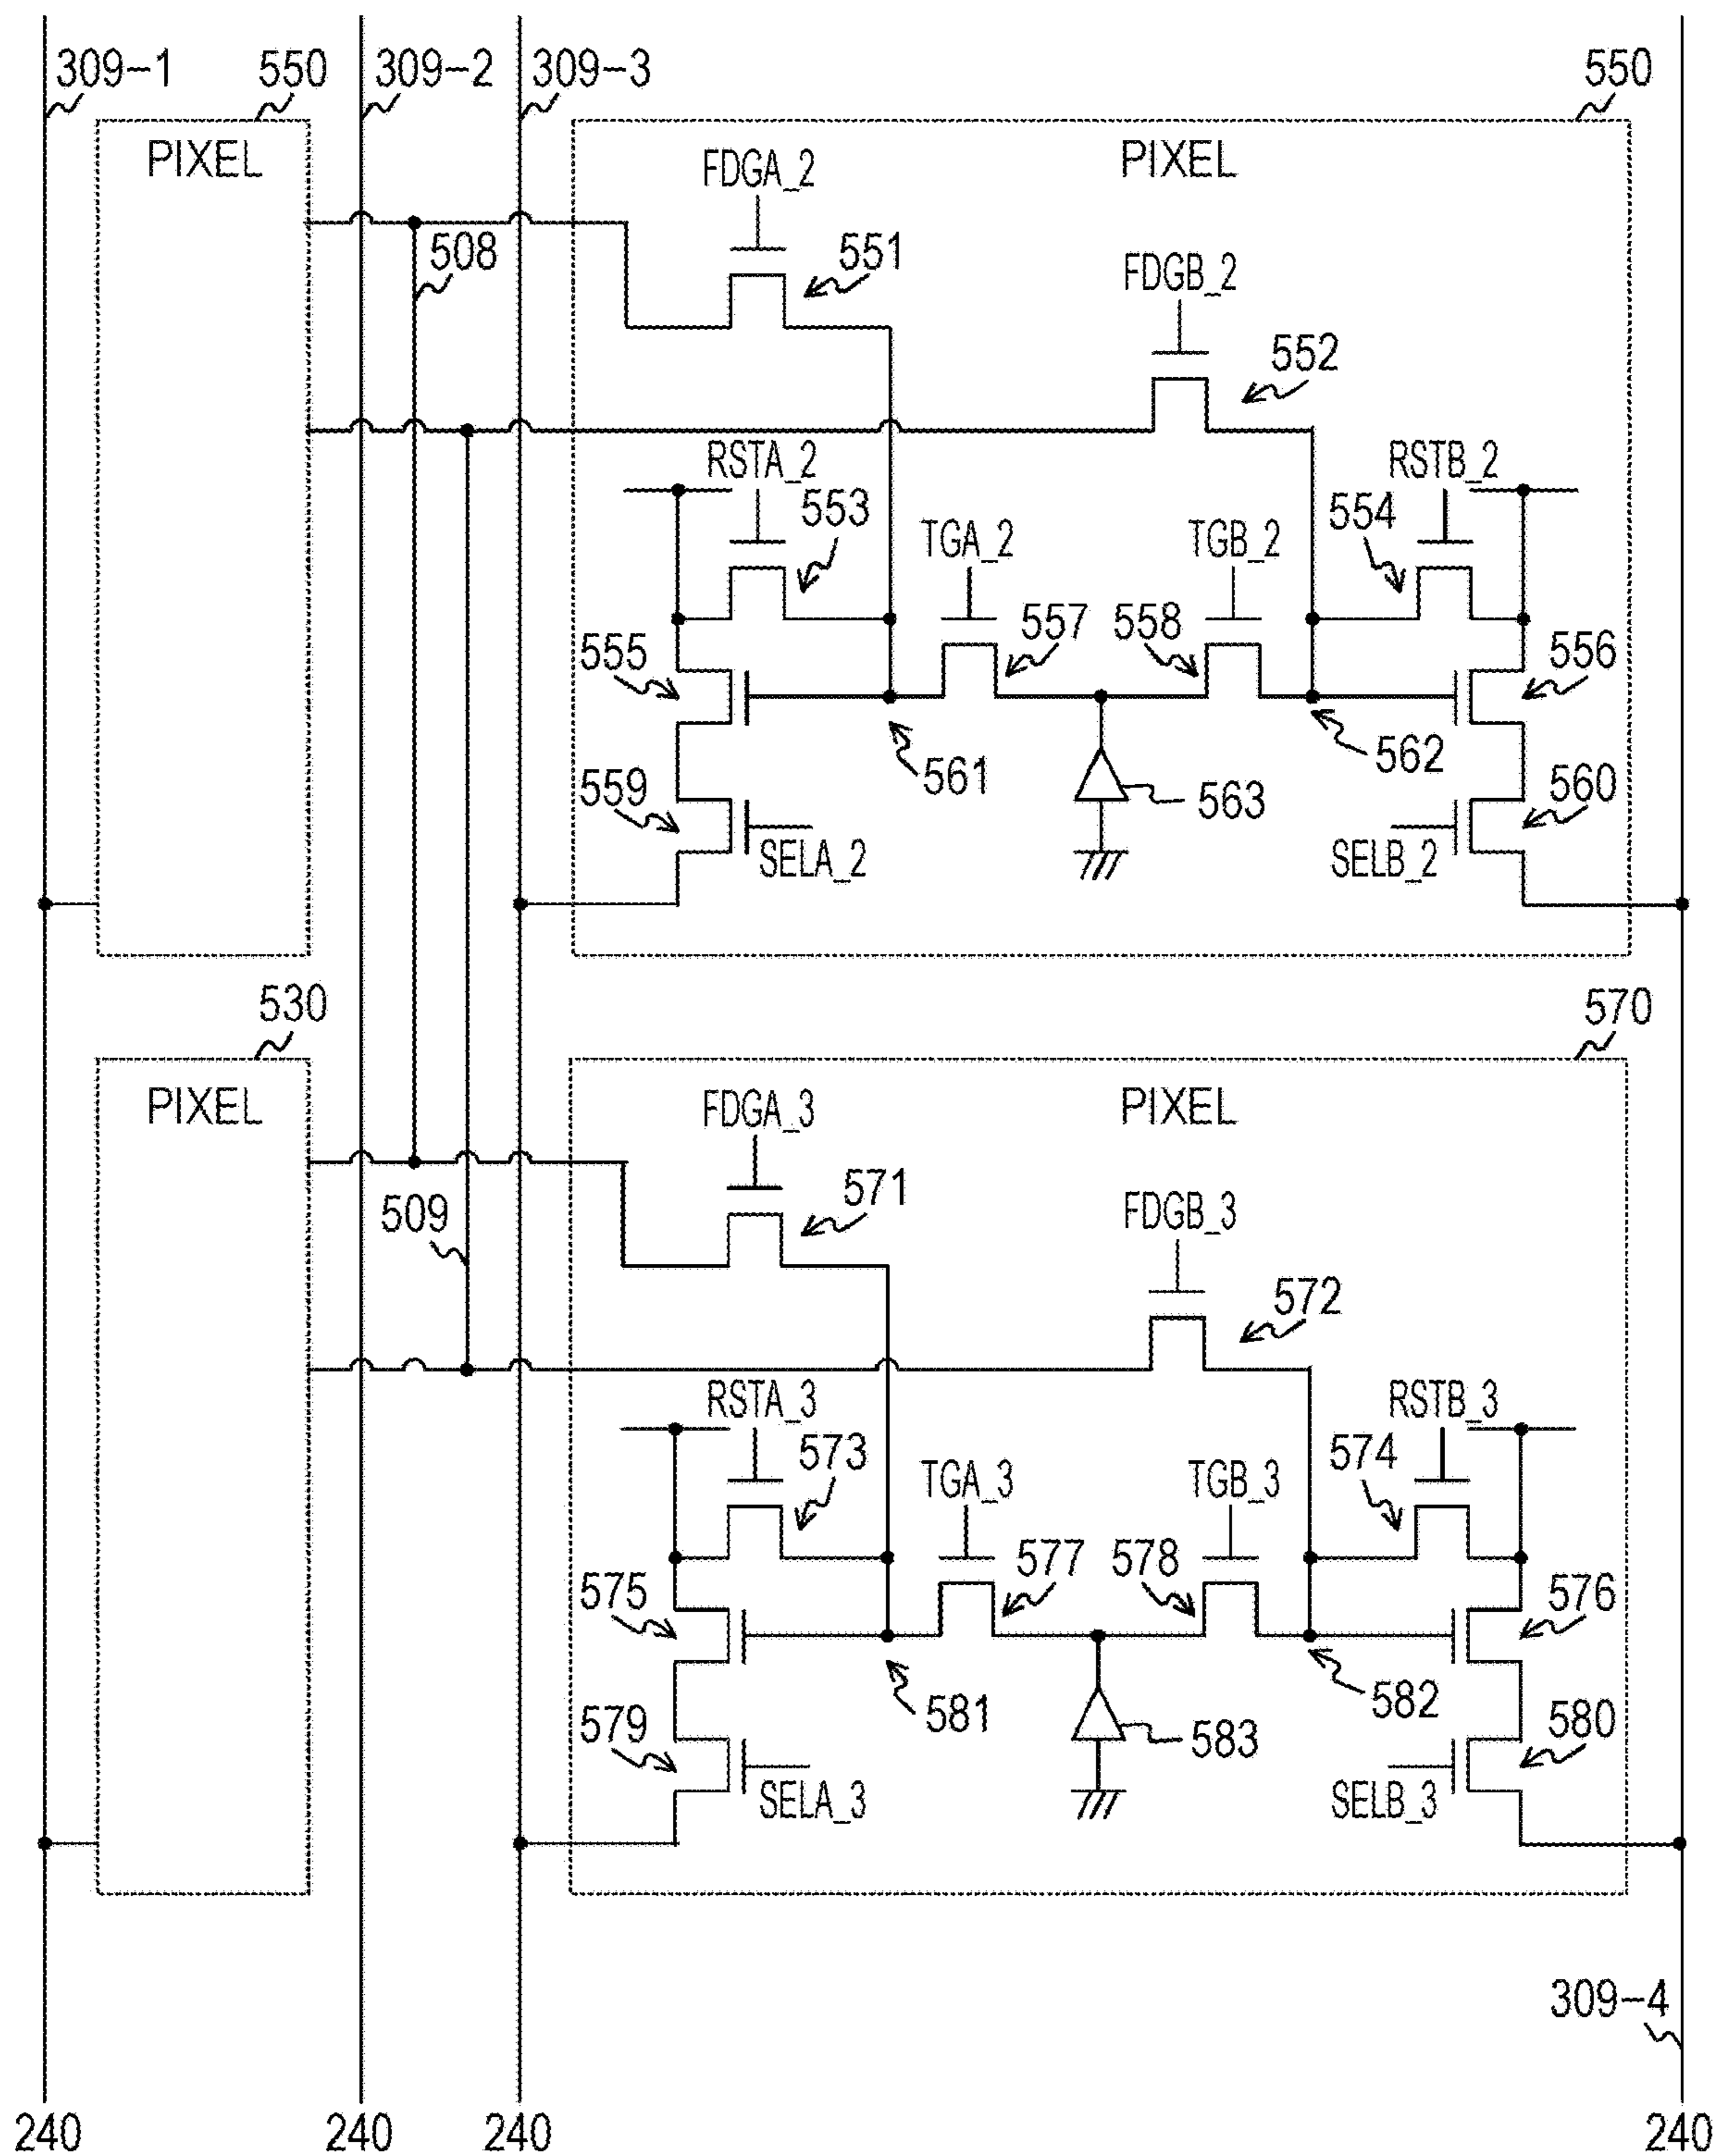 309-1
550
309-2
309-3
550
PIXEL
PIXEL
FDGA_2
508
551
FDGB_2
552
RSTA_2
RSTB_2
553
554
TGA_2
TGB_2
555
557
558
556
561
562
559
563
560
SELA_2
SELB_2
530
570
PIXEL
PIXEL
FDGA_3
571
509
FDGB_3
572
RSTA_3
RSTB_3
573
574
TGA_3
TGB_3
575
577
578
576
581
582
579
583
580
SELA_3
SELB_3
309-4
240
240
240
240